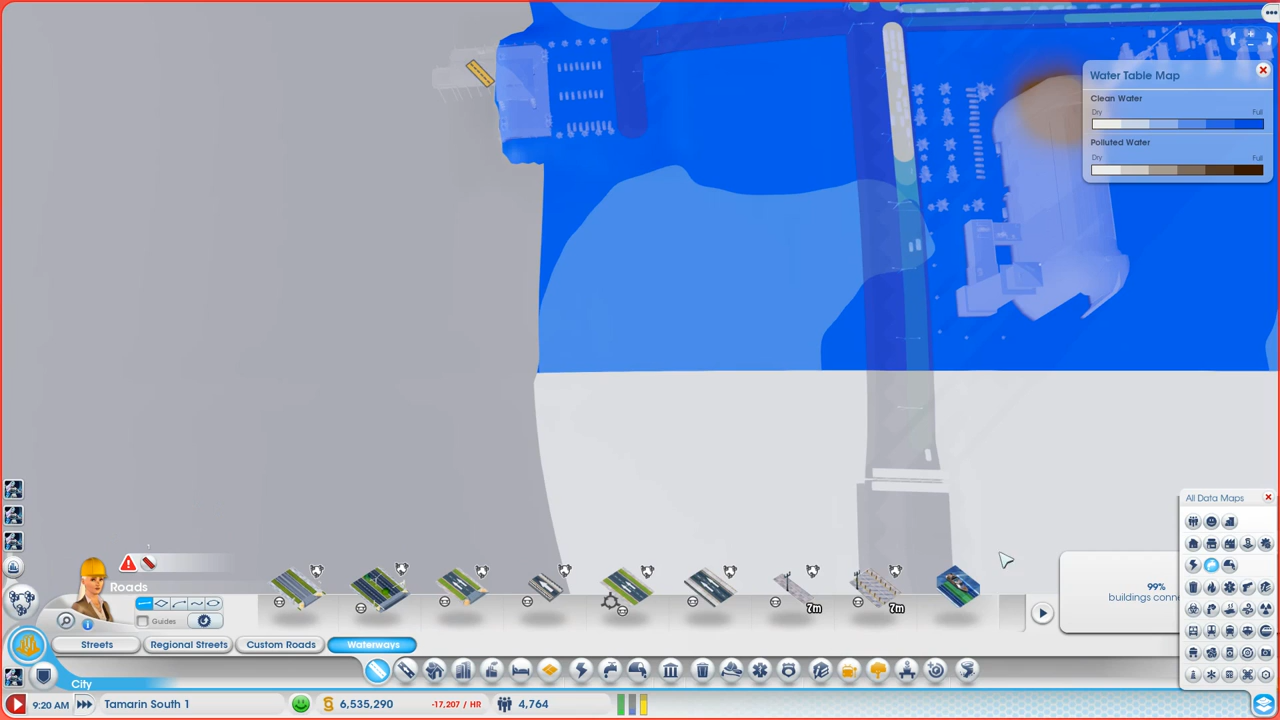 Water Table Map
Clean Water
Dry Full
Polluted Water
Dry Full
All Data Maps
Roads
Guides
7m
7m
99%
buildings conne
Streets
Regional Streets
Custom Roads
Waterways
City
9:20 AM
Tamarin South 1
6,535,290
-17,207 / HR
4,764